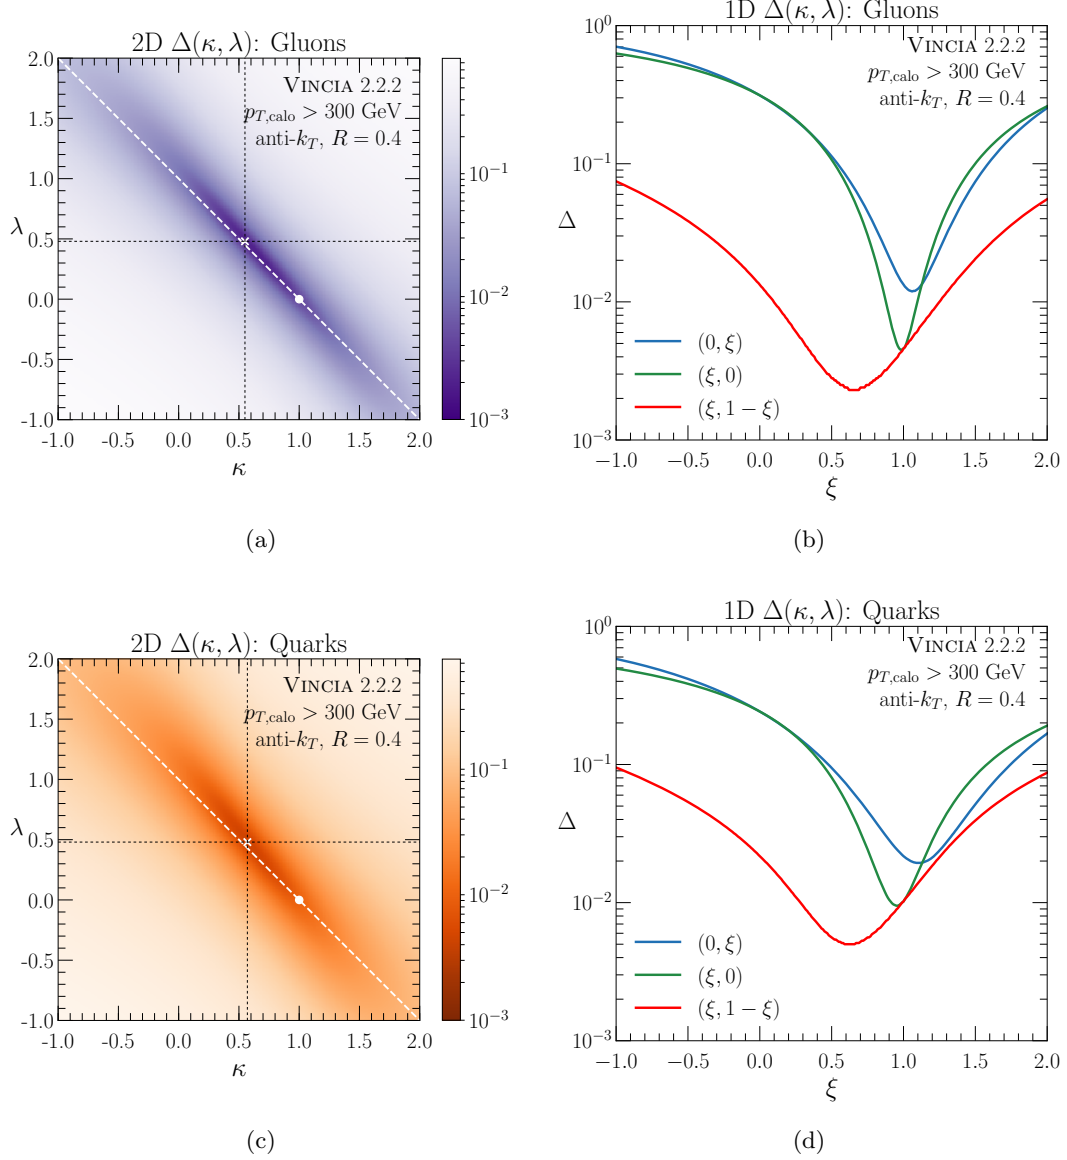 2D Δ(κ, λ): Gluons
VINCIA 2.2.2
p_{T,calo} > 300 GeV
anti-k_T, R = 0.4
2.0
1.5
1.0
0.5
0.0
-0.5
-1.0
λ
-1.0 -0.5 0.0 0.5 1.0 1.5 2.0
κ
10^{-1}
10^{-2}
10^{-3}
(a)
1D Δ(κ, λ): Gluons
VINCIA 2.2.2
p_{T,calo} > 300 GeV
anti-k_T, R = 0.4
10^0
10^{-1}
10^{-2}
10^{-3}
Δ
(0, ξ)
(ξ, 0)
(ξ, 1 − ξ)
−1.0 −0.5 0.0 0.5 1.0 1.5 2.0
ξ
(b)
2D Δ(κ, λ): Quarks
VINCIA 2.2.2
p_{T,calo} > 300 GeV
anti-k_T, R = 0.4
2.0
1.5
1.0
0.5
0.0
-0.5
-1.0
λ
-1.0 -0.5 0.0 0.5 1.0 1.5 2.0
κ
10^{-1}
10^{-2}
10^{-3}
(c)
1D Δ(κ, λ): Quarks
VINCIA 2.2.2
p_{T,calo} > 300 GeV
anti-k_T, R = 0.4
10^0
10^{-1}
10^{-2}
10^{-3}
Δ
(0, ξ)
(ξ, 0)
(ξ, 1 − ξ)
−1.0 −0.5 0.0 0.5 1.0 1.5 2.0
ξ
(d)